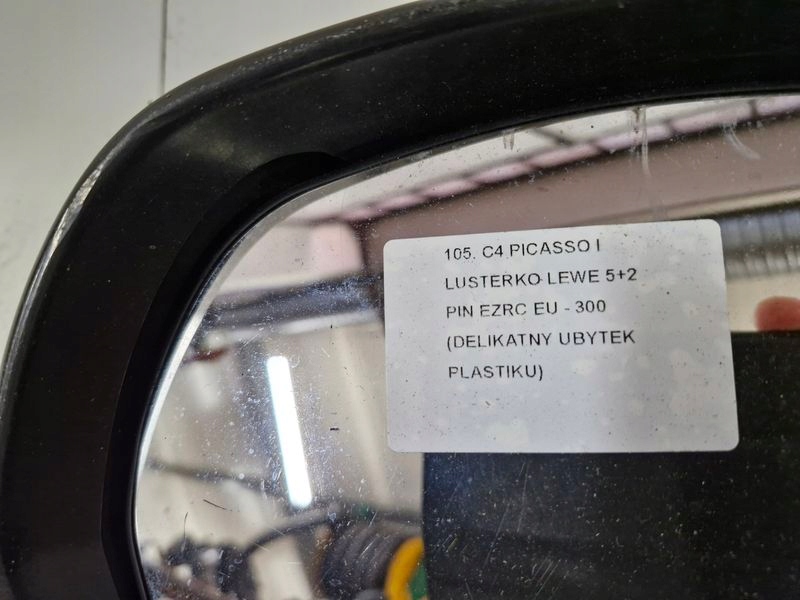 105. C4 PICASSO I
LUSTERKO LEWE 5+2
PIN EZRC EU - 300
(DELIKATNY UBYTEK
PLASTIKU)